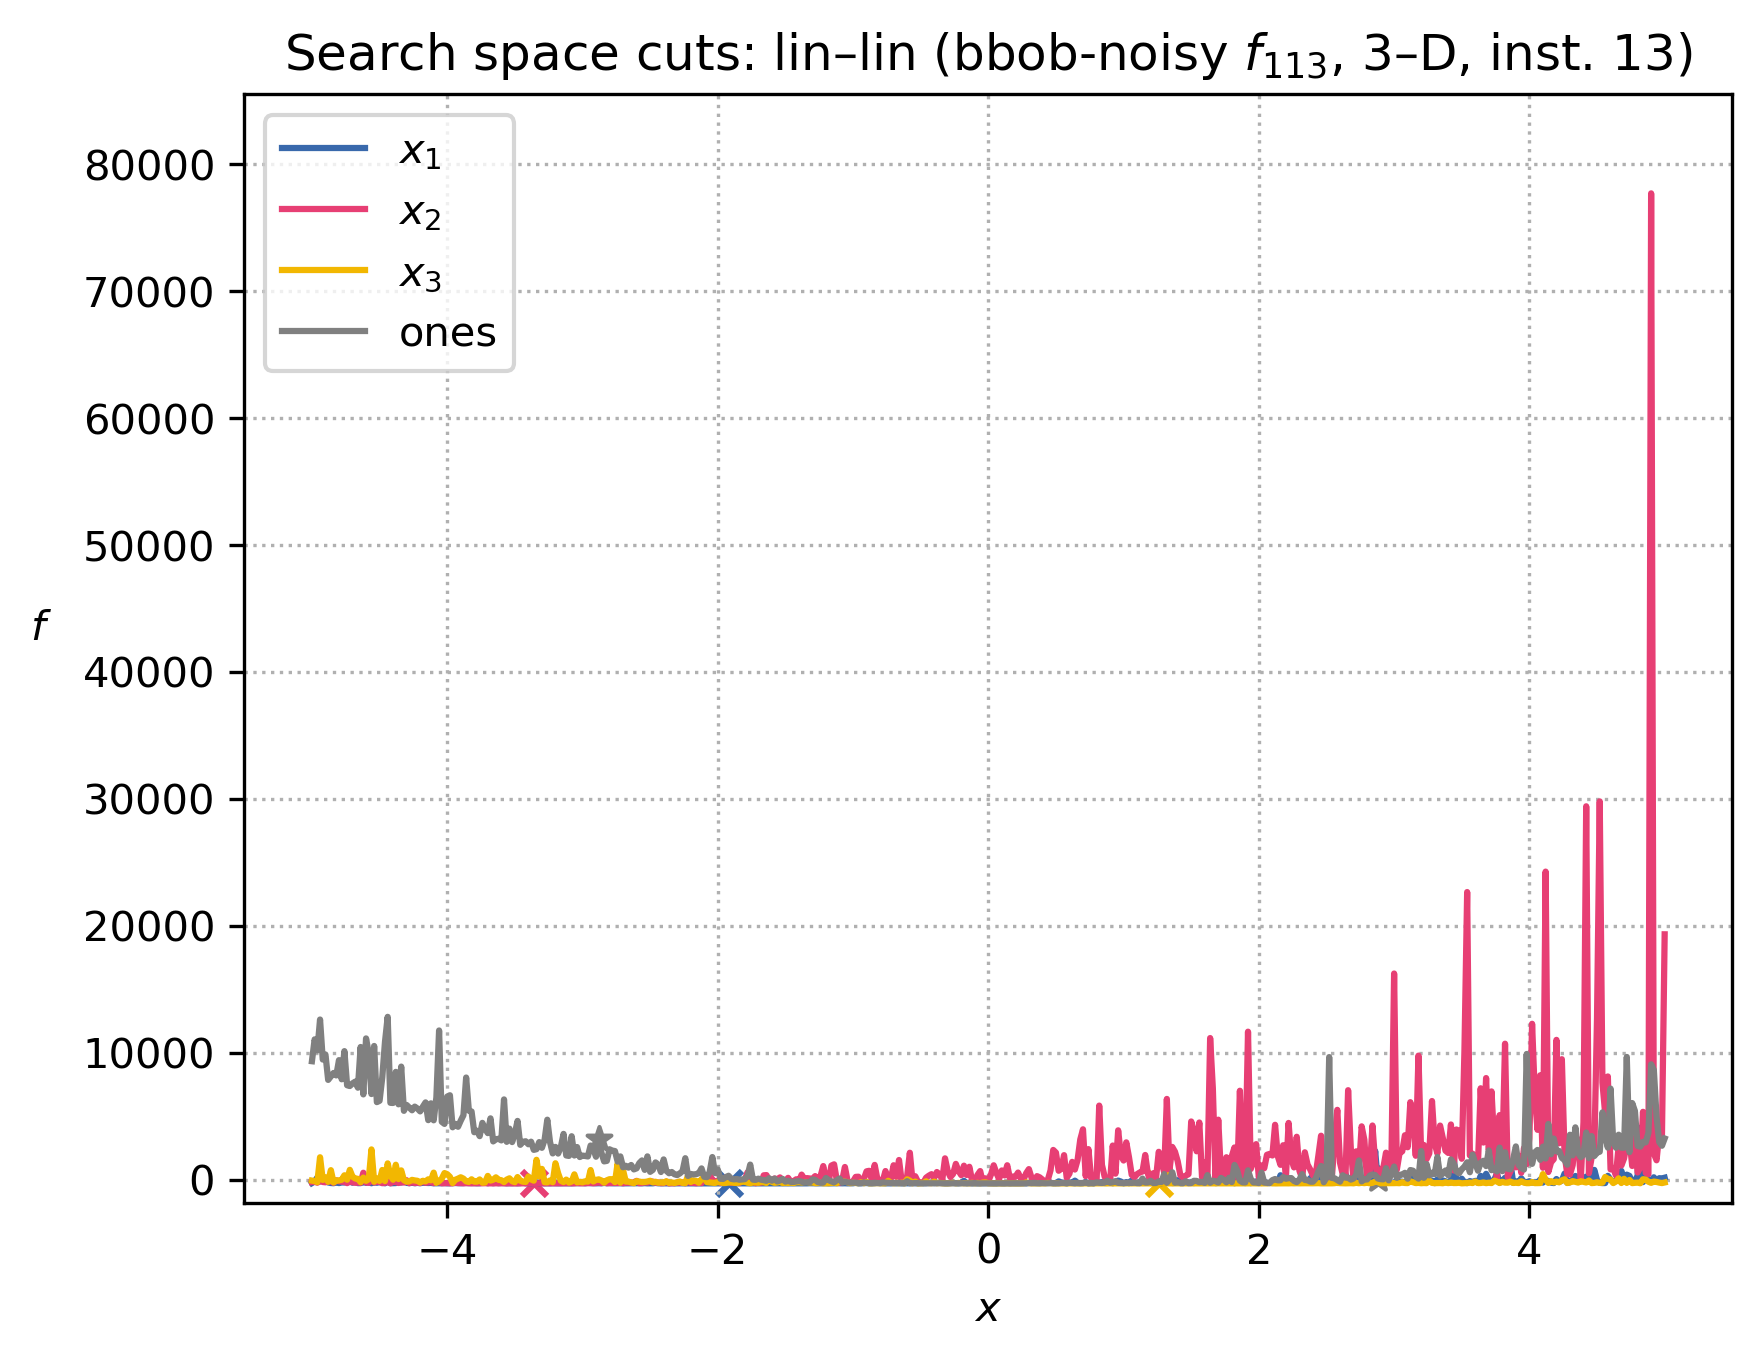 Search space cuts: lin–lin (bbob-noisy f₁₁₃, 3–D, inst. 13)
x₁
x₂
x₃
ones
80000
70000
60000
50000
40000
30000
20000
10000
0
f
−4
−2
0
2
4
x